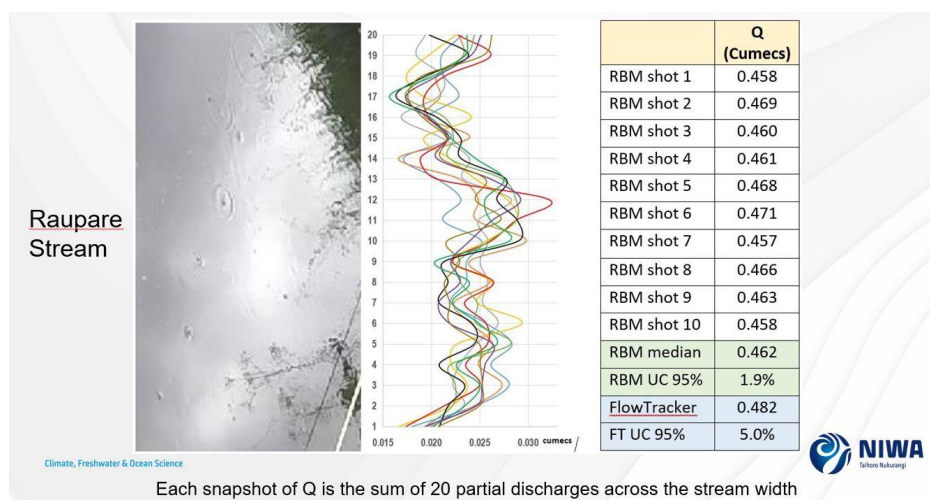 Raupare
Stream
20
19
18
17
16
15
14
13
12
11
10
9
8
7
6
5
4
3
2
1
0.015 0.020 0.025 0.030 cumecs /
Q
(Cumecs)
RBM shot 1 0.458
RBM shot 2 0.469
RBM shot 3 0.460
RBM shot 4 0.461
RBM shot 5 0.468
RBM shot 6 0.471
RBM shot 7 0.457
RBM shot 8 0.466
RBM shot 9 0.463
RBM shot 10 0.458
RBM median 0.462
RBM UC 95% 1.9%
FlowTracker 0.482
FT UC 95% 5.0%
Climate, Freshwater & Ocean Science
NIWA
Taihoro Nukurangi
Each snapshot of Q is the sum of 20 partial discharges across the stream width